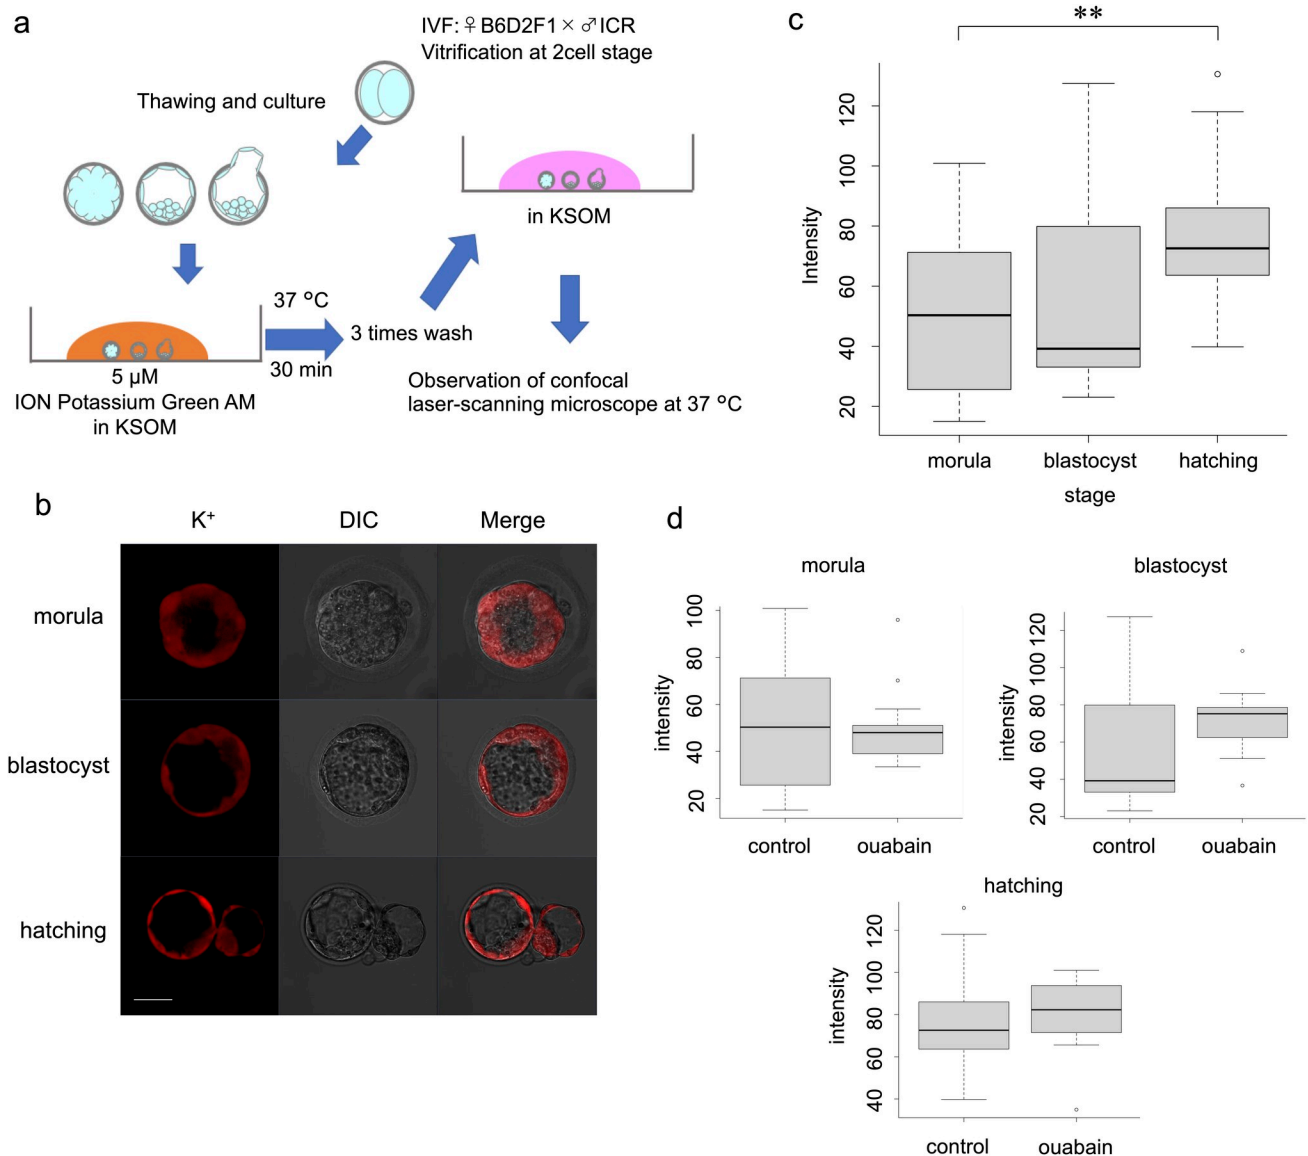 a
IVF: ♀B6D2F1×♂ICR
Vitrification at 2cell stage
Thawing and culture
in KSOM
37 °C
30 min
3 times wash
5 μM
ION Potassium Green AM
in KSOM
Observation of confocal
laser-scanning microscope at 37 °C
b
K+ DIC Merge
morula
blastocyst
hatching
c
**
Intensity
120
100
80
60
40
20
morula blastocyst hatching
stage
d
morula
intensity
100
80
60
40
20
control ouabain
blastocyst
intensity
120
100
80
60
40
20
control ouabain
hatching
intensity
120
100
80
60
40
control ouabain